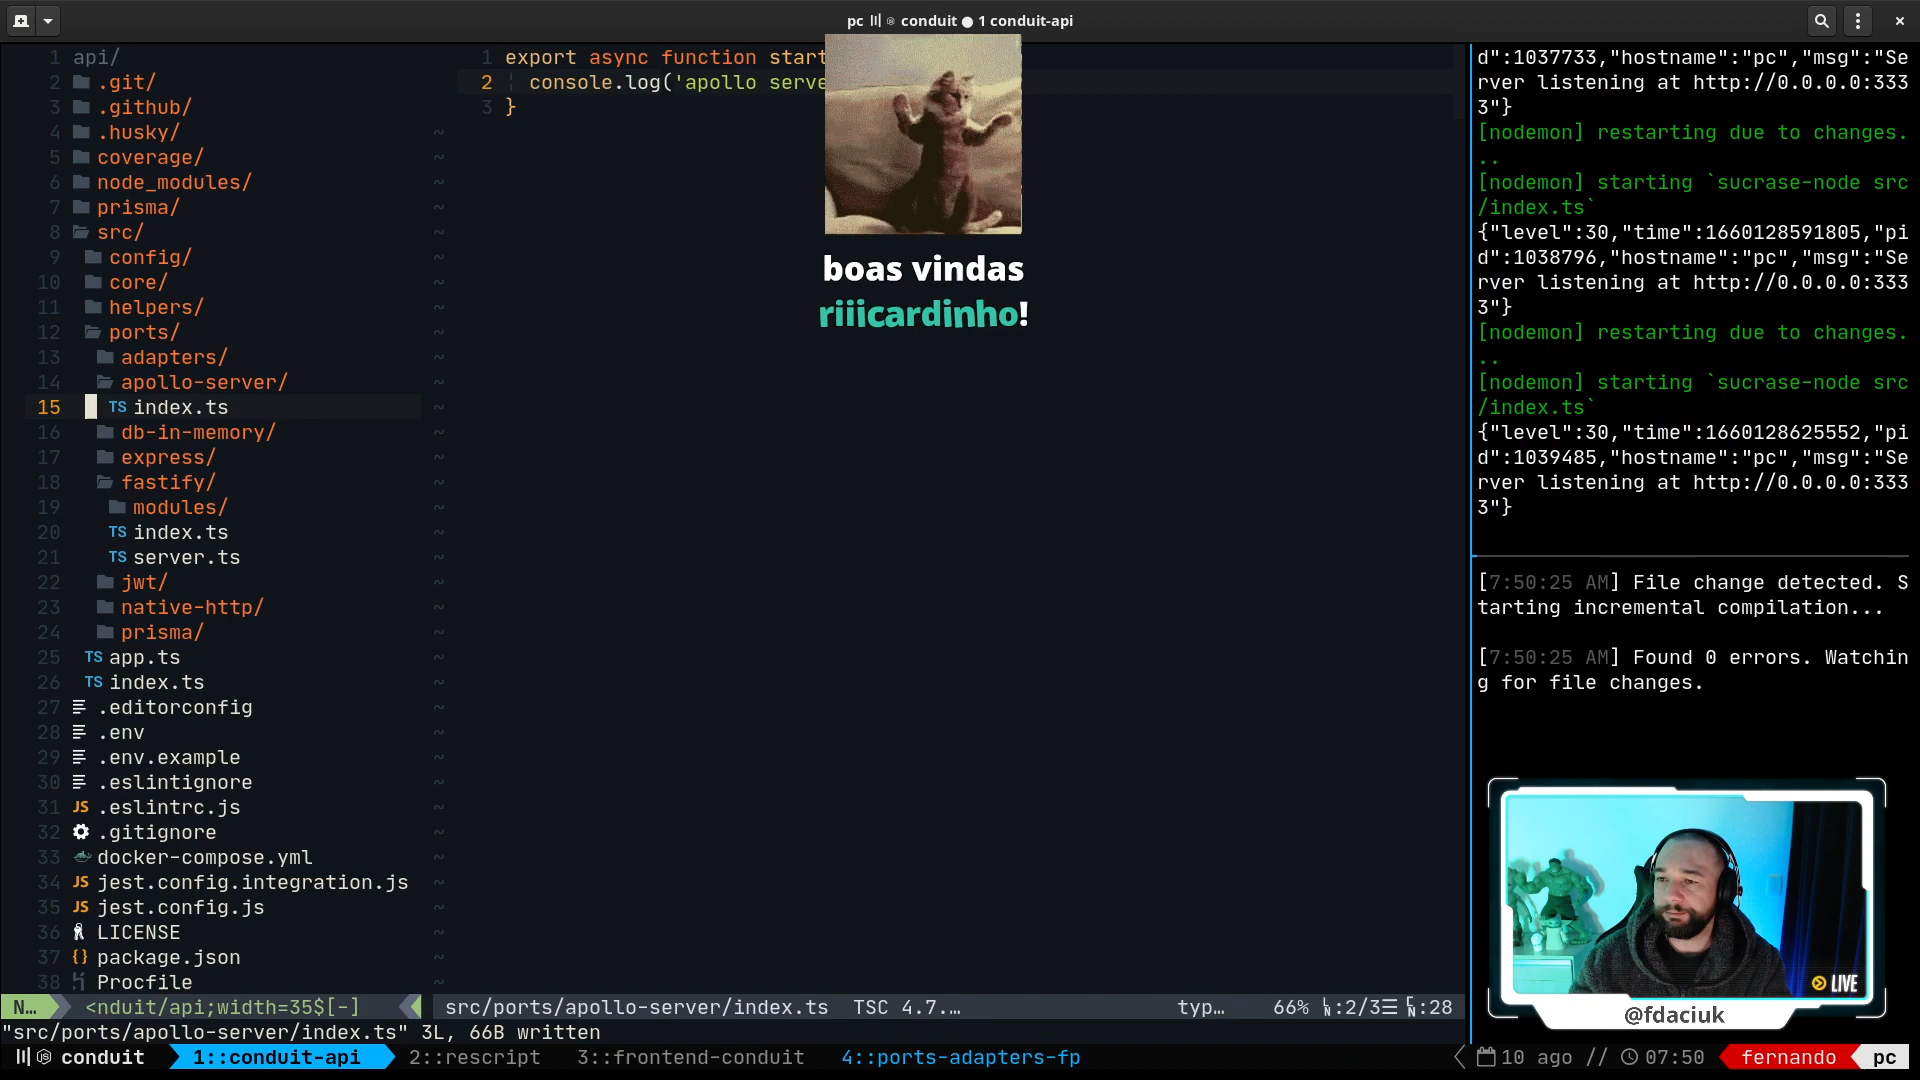 pc conduit ● 1 conduit-api
1 api/
2 .git/
3 .github/
4 .husky/
5 coverage/
6 node_modules/
7 prisma/
8 src/
9 config/
10 core/
11 helpers/
12 ports/
13 adapters/
14 apollo-server/
15 TS index.ts
16 db-in-memory/
17 express/
18 fastify/
19 modules/
20 TS index.ts
21 TS server.ts
22 jwt/
23 native-http/
24 prisma/
25 TS app.ts
26 TS index.ts
27 .editorconfig
28 .env
29 .env.example
30 .eslintignore
31 JS .eslintrc.js
32 .gitignore
33 docker-compose.yml
34 JS jest.config.integration.js
35 JS jest.config.js
36 LICENSE
37 {} package.json
38 Procfile
N… <nduit/api;width=35$[-]
1 export async function start
2 console.log('apollo serve
3 }
boas vindas
riiicardinho!
src/ports/apollo-server/index.ts TSC 4.7… typ… 66% LN:2/3☰ :28
"src/ports/apollo-server/index.ts" 3L, 66B written
d":1037733,"hostname":"pc","msg":"Se
rver listening at http://0.0.0.0:333
3"}
[nodemon] restarting due to changes.
..
[nodemon] starting `sucrase-node src
/index.ts`
{"level":30,"time":1660128591805,"pi
d":1038796,"hostname":"pc","msg":"Se
rver listening at http://0.0.0.0:333
3"}
[nodemon] restarting due to changes.
..
[nodemon] starting `sucrase-node src
/index.ts`
{"level":30,"time":1660128625552,"pi
d":1039485,"hostname":"pc","msg":"Se
rver listening at http://0.0.0.0:333
3"}
[7:50:25 AM] File change detected. S
tarting incremental compilation...
[7:50:25 AM] Found 0 errors. Watchin
g for file changes.
LIVE
@fdaciuk
conduit 1::conduit-api 2::rescript 3::frontend-conduit 4::ports-adapters-fp
10 ago // 07:50 fernando pc